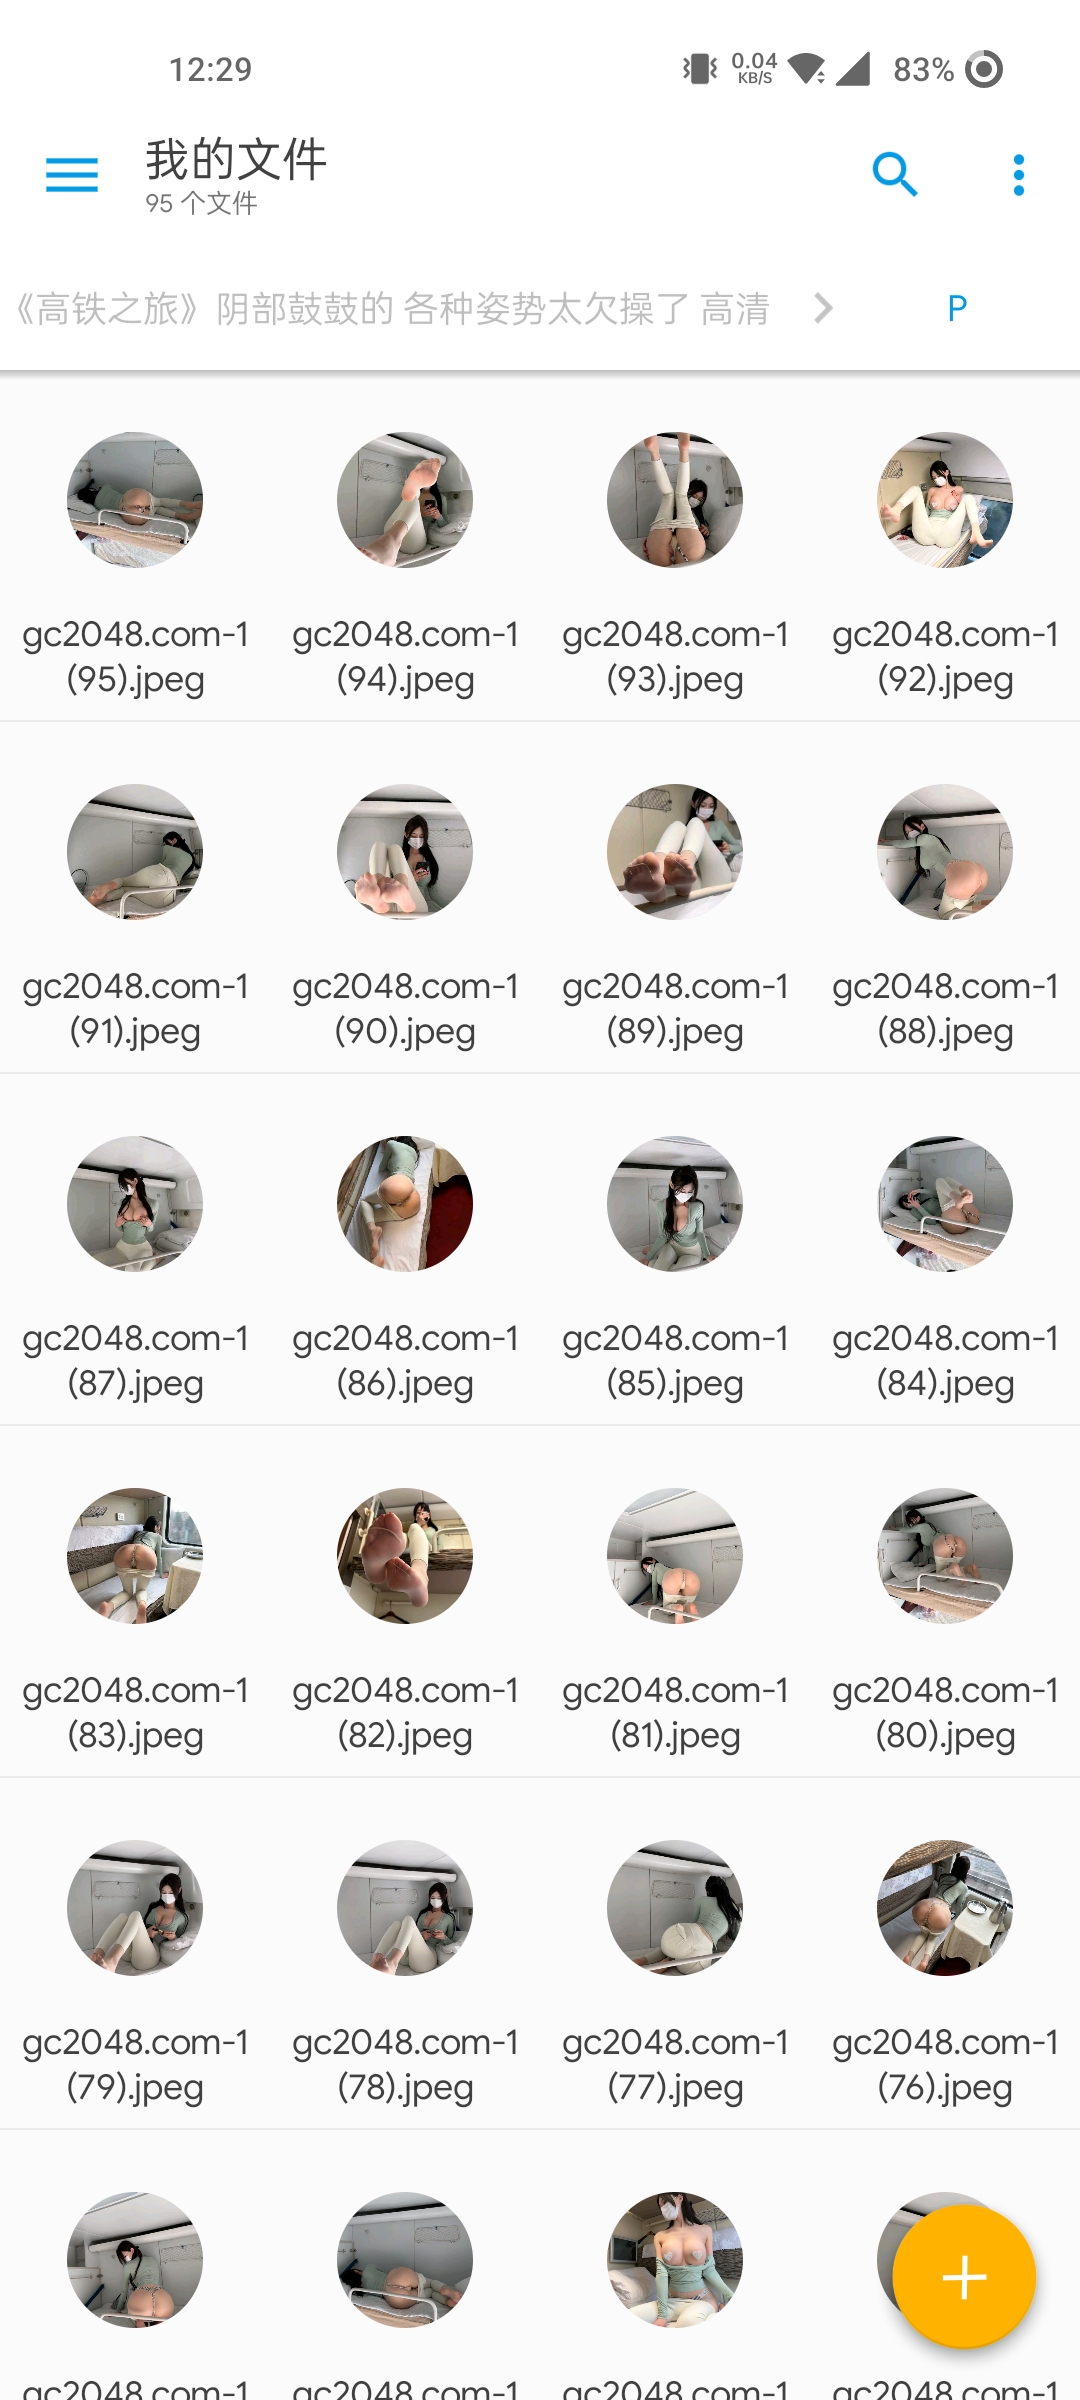 12:29
0.04
KB/S
83%
我的文件
95 个文件
《高铁之旅》阴部鼓鼓的 各种姿势太欠操了 高清
P
gc2048.com-1 gc2048.com-1 gc2048.com-1 gc2048.com-1
(95).jpeg (94).jpeg (93).jpeg (92).jpeg
gc2048.com-1 gc2048.com-1 gc2048.com-1 gc2048.com-1
(91).jpeg (90).jpeg (89).jpeg (88).jpeg
gc2048.com-1 gc2048.com-1 gc2048.com-1 gc2048.com-1
(87).jpeg (86).jpeg (85).jpeg (84).jpeg
gc2048.com-1 gc2048.com-1 gc2048.com-1 gc2048.com-1
(83).jpeg (82).jpeg (81).jpeg (80).jpeg
gc2048.com-1 gc2048.com-1 gc2048.com-1 gc2048.com-1
(79).jpeg (78).jpeg (77).jpeg (76).jpeg
gc2048.com-1 gc2048.com-1 gc2048.com-1 gc2048.com-1